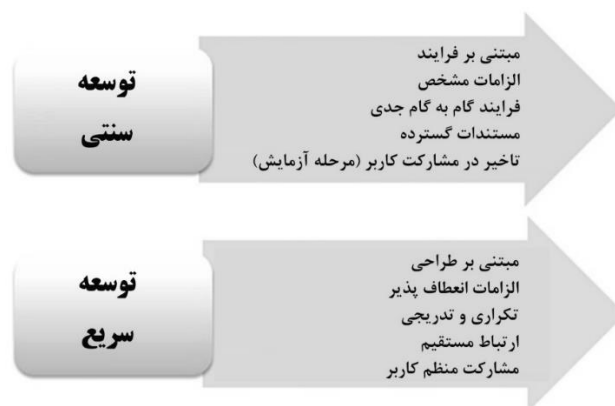 توسعه
سنتی
مبتنی بر فرایند
الزامات مشخص
فرایند گام به گام جدی
مستندات گسترده
تاخیر در مشارکت کاربر (مرحله آزمایش)
توسعه
سریع
مبتنی بر طراحی
الزامات انعطاف پذیر
تکراری و تدریجی
ارتباط مستقیم
مشارکت منظم کاربر